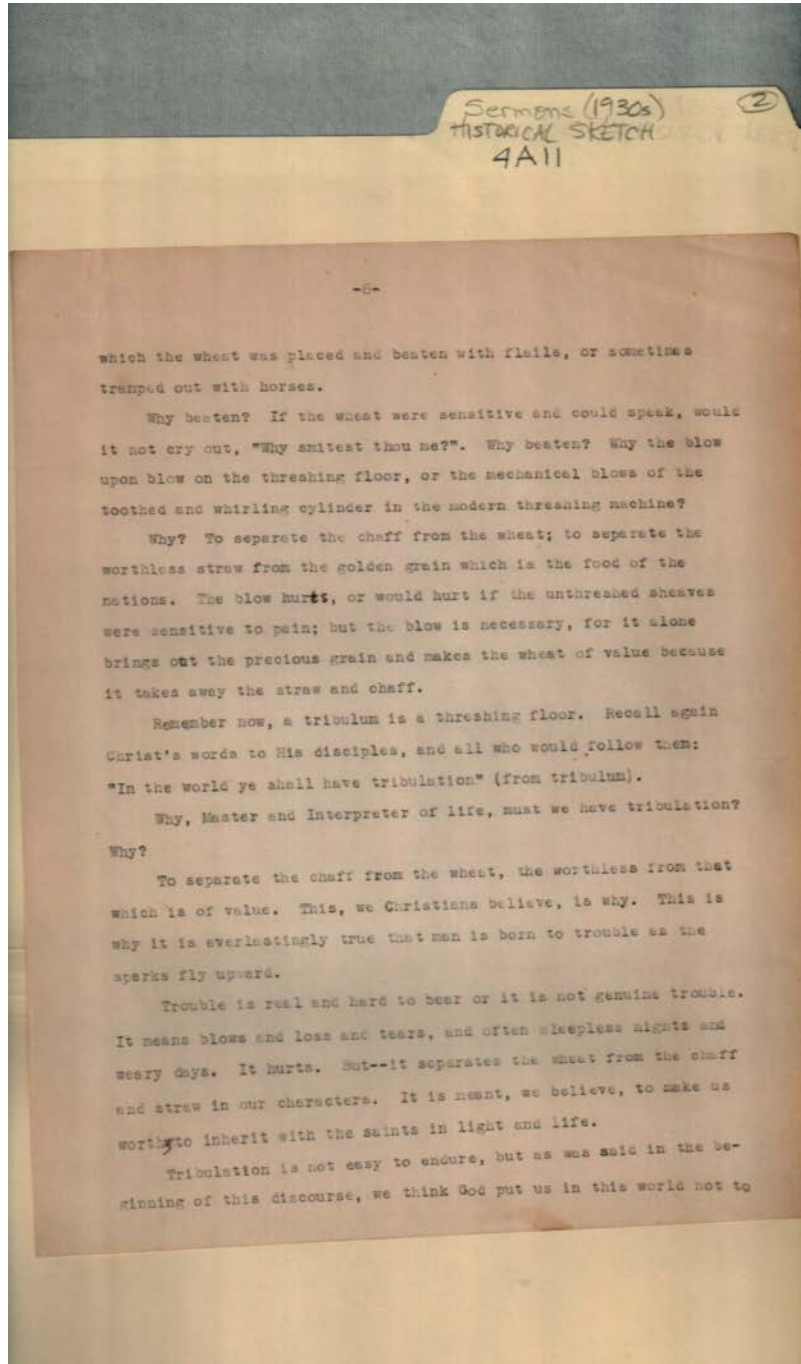 Sermons (1930s)
2
HISTORICAL SKETCH
4A11
-8-
which the wheat was placed and beaten with flails, or sometimes
tramped out with horses.
Why beaten? If the wheat were sensitive and could speak, would
it not cry out, "Why smitest thou me?". Why beaten? Why the blow
upon blow on the threshing floor, or the mechanical blows of the
toothed and whirling cylinder in the modern threshing machine?
Why? To separate the chaff from the wheat; to separate the
worthless straw from the golden grain which is the food of the
nations. The blow hurts, or would hurt if the unthreshed sheaves
were sensitive to pain; but the blow is necessary, for it alone
brings out the precious grain and makes the wheat of value because
it takes away the straw and chaff.
Remember now, a tribulum is a threshing floor. Recall again
Christ's words to His disciples, and all who would follow them:
"In the world ye shall have tribulation" (from tribulum).
Why, Master and Interpreter of life, must we have tribulation?
Why?
To separate the chaff from the wheat, the worthless from that
which is of value. This, we Christians believe, is why. This is
why it is everlastingly true that man is born to trouble as the
sparks fly upward.
Trouble is real and hard to bear or it is not genuine trouble.
It means blows and loss and tears, and often sleepless nights and
weary days. It hurts. But--it separates the wheat from the chaff
and straw in our characters. It is meant, we believe, to make us
worthy to inherit with the saints in light and life.
Tribulation is not easy to endure, but as was said in the be-
ginning of this discourse, we think God put us in this world not to